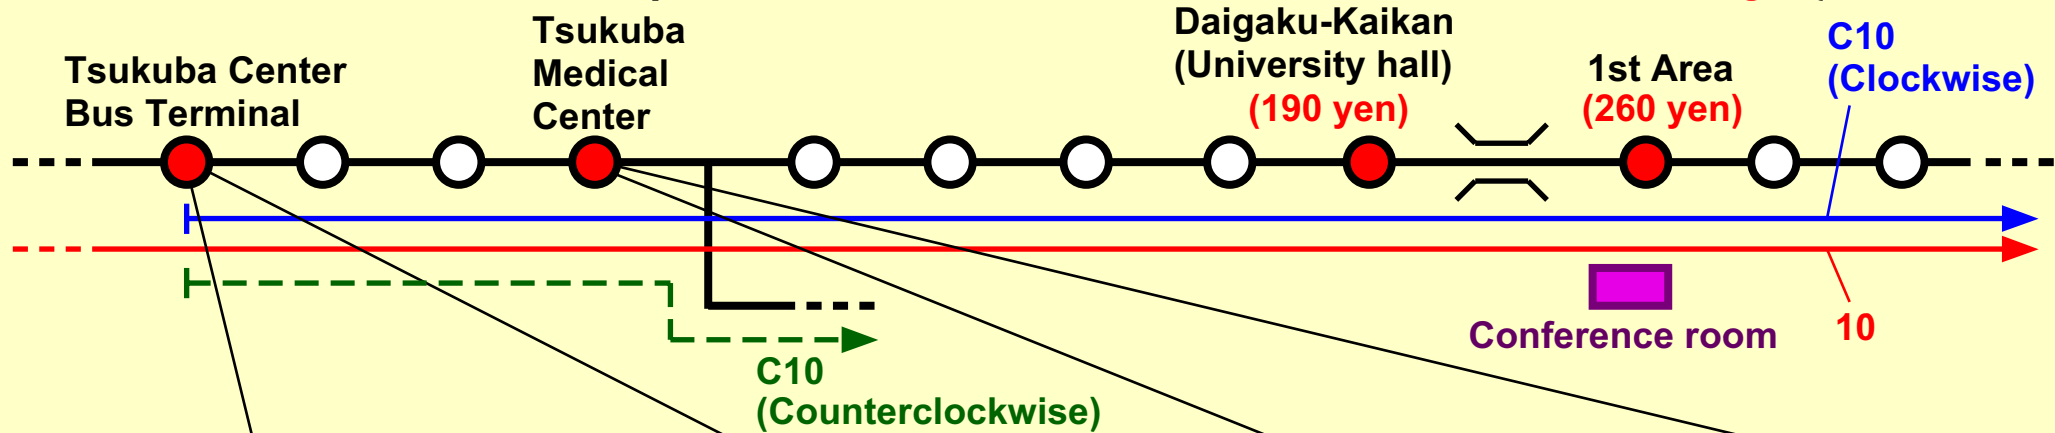 Tsukuba Center
Bus Terminal
Tsukuba
Medical
Center
Daigaku-Kaikan
(University hall)
(190 yen)
1st Area
(260 yen)
C10
(Clockwise)
Conference room
10
C10
(Counterclockwise)